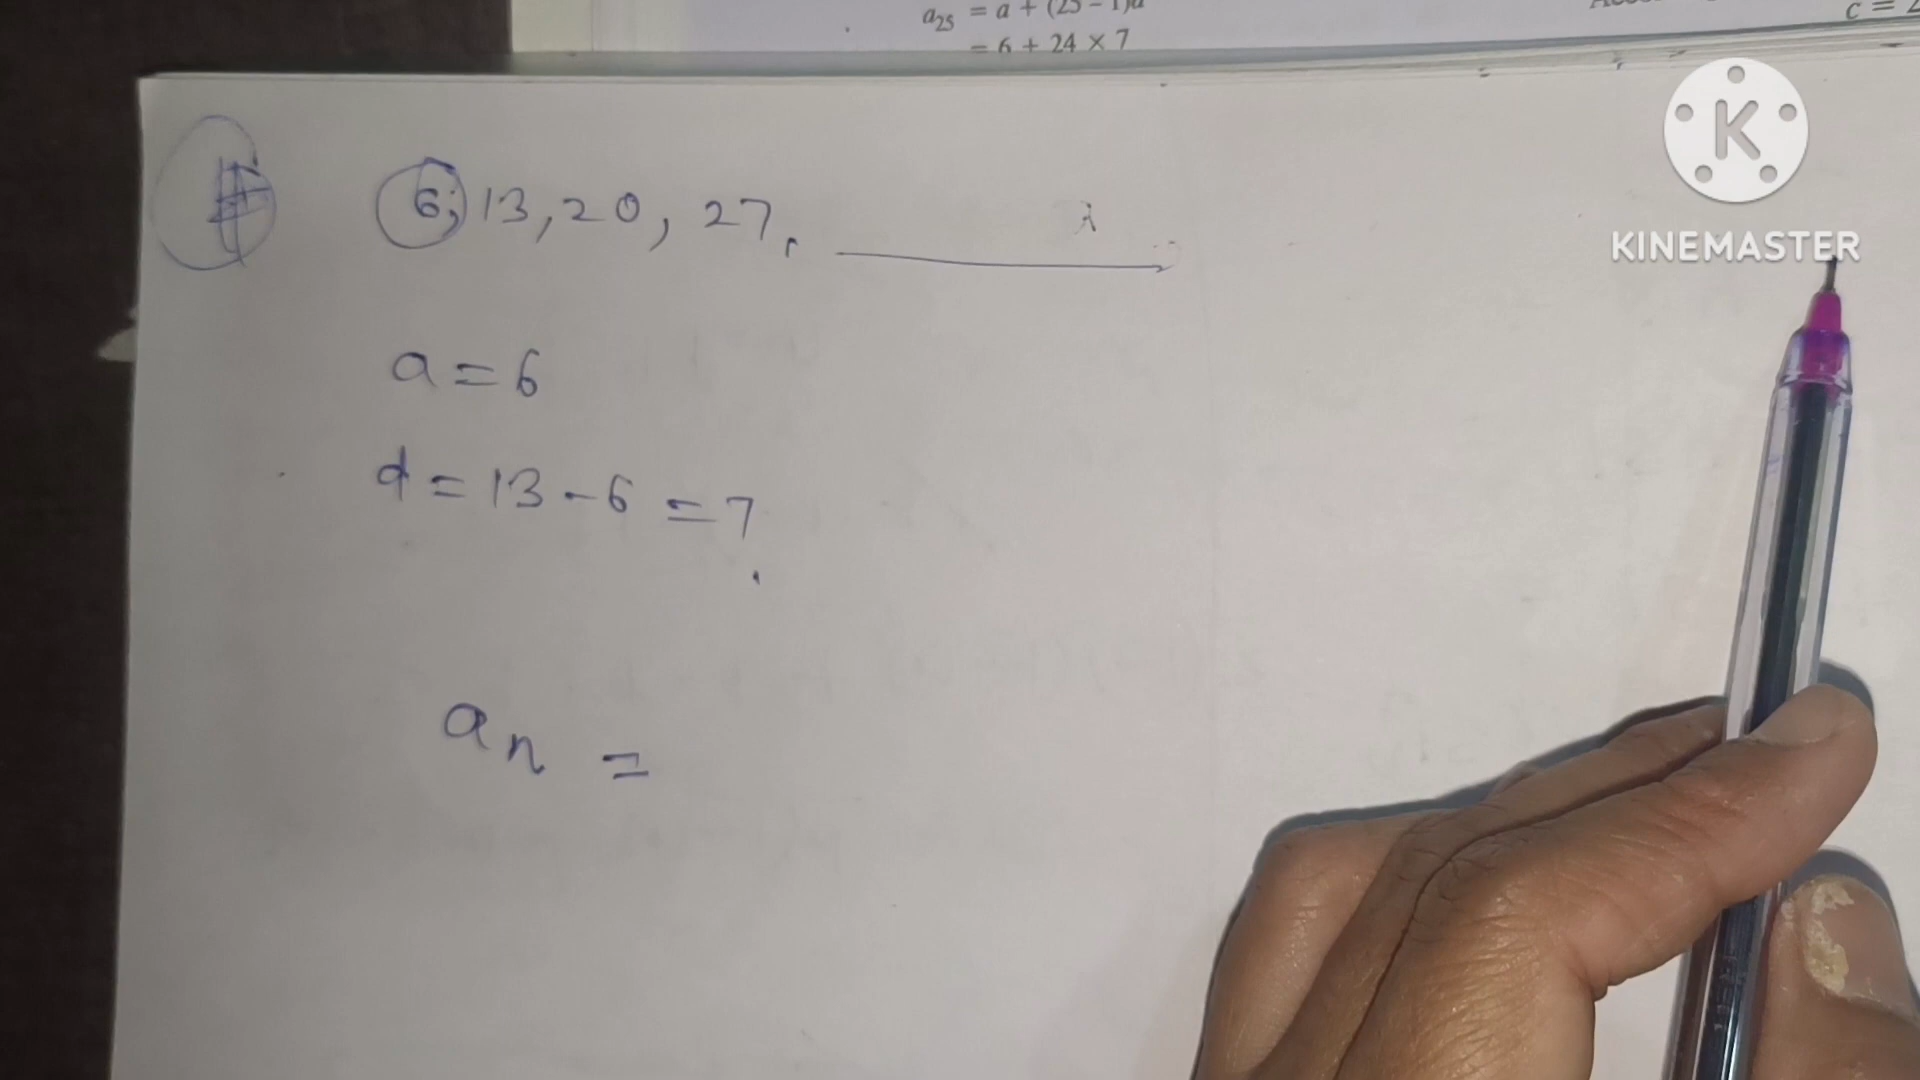 a₂₅ = a + (25 – 1)d
= 6 + 24 × 7
c =
K
KINEMASTER
6; 13, 20, 27,
a = 6
d = 13 - 6 = 7
aₙ =